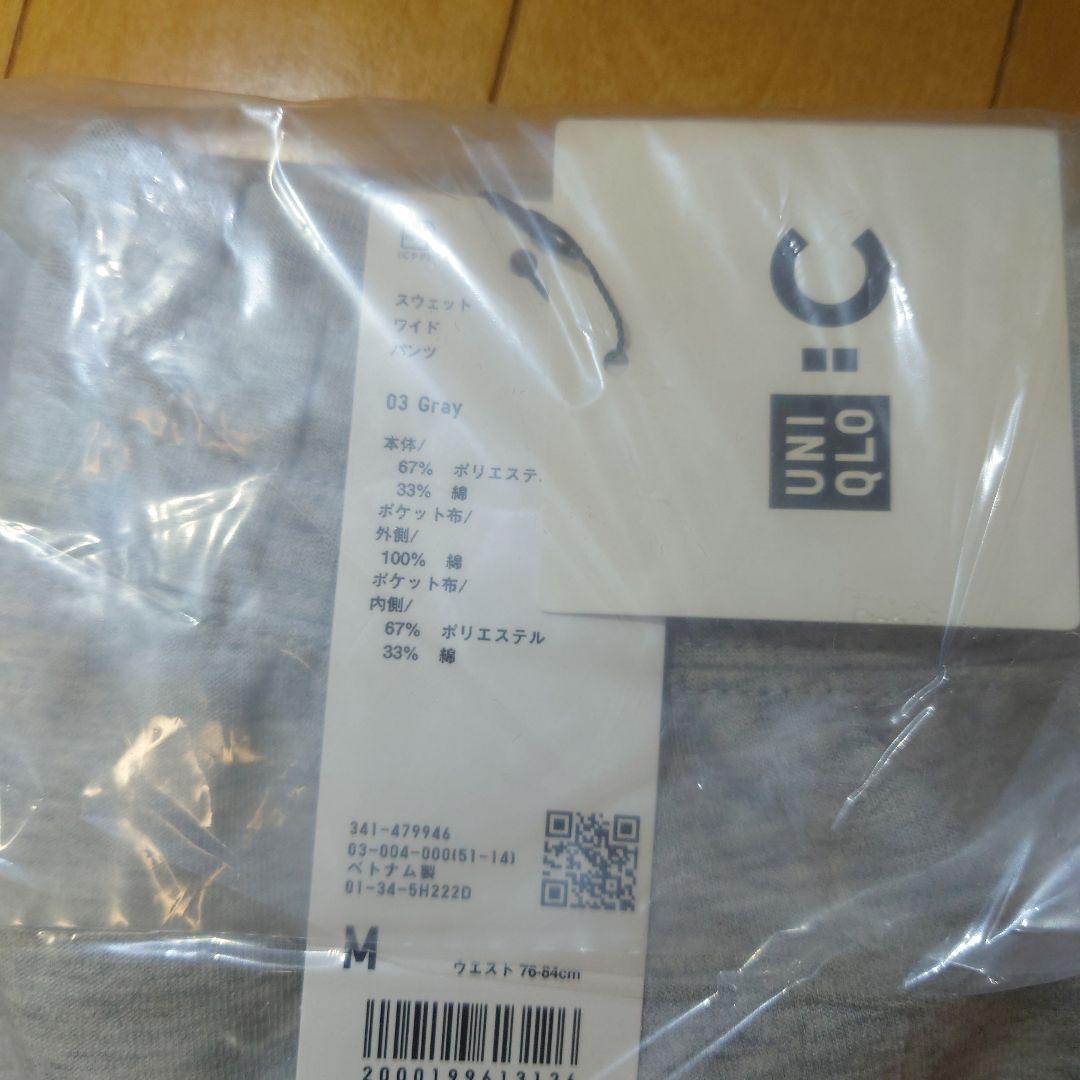 スウェット
ワイド
パンツ
03 Gray
本体/
67% ポリエステ
33% 綿
ポケット布/
外側/
100% 綿
ポケット布/
内側/
67% ポリエステル
33% 綿
341-479946
03-004-000(51-14)
ベトナム製
01-34-5H222D
M
ウエスト 76-84cm
UNI
QLO
:C